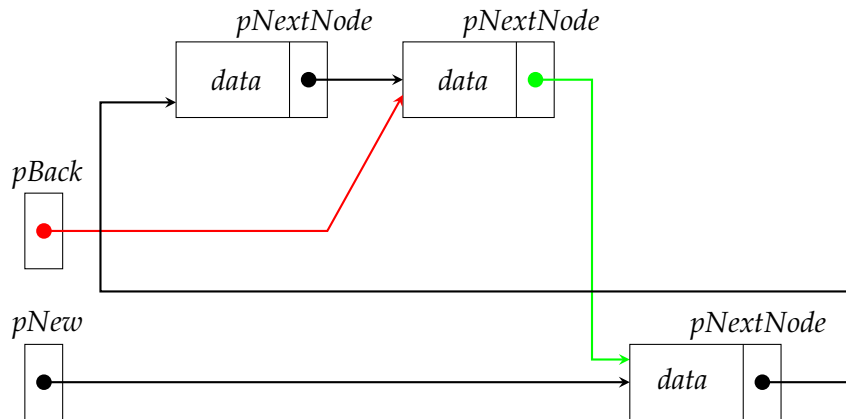 pNextNode pNextNode
data data
pBack
pNew
pNextNode
data